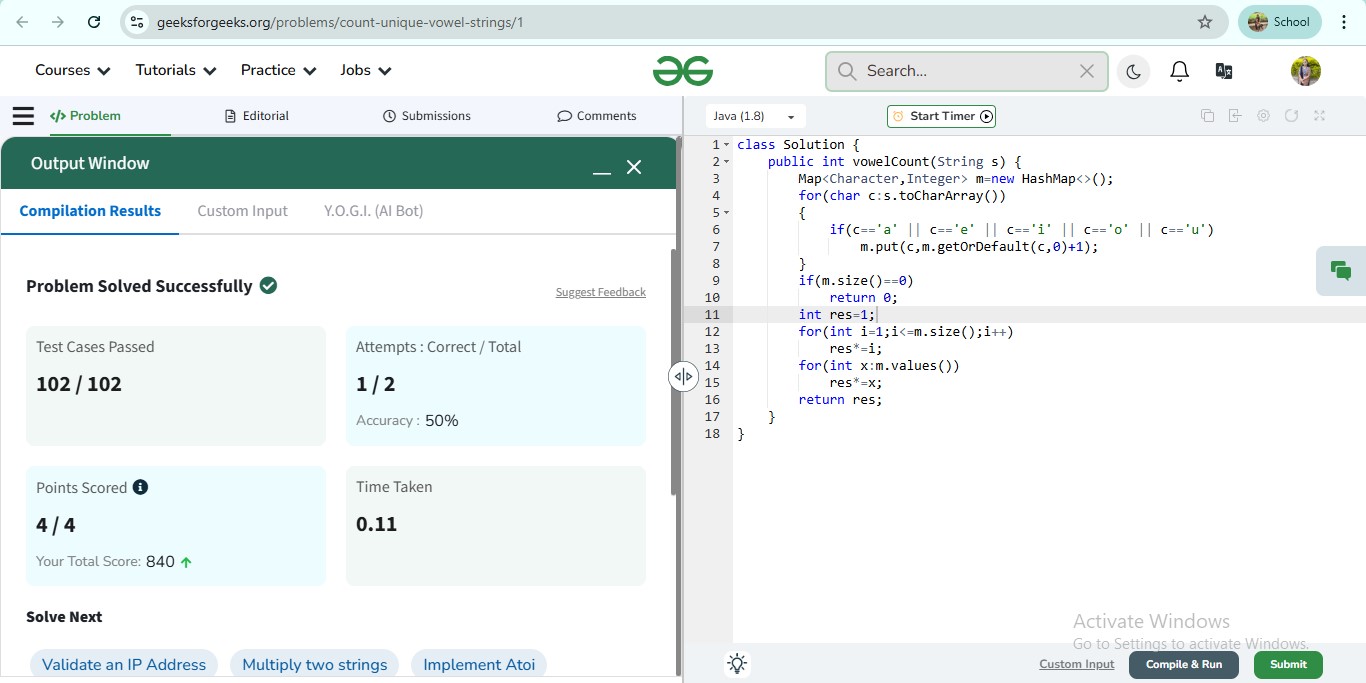 geeksforgeeks.org/problems/count-unique-vowel-strings/1
School
Courses Tutorials Practice Jobs
Search...
Problem Editorial Submissions Comments
Output Window
Compilation Results Custom Input Y.O.G.I. (AI Bot)
Problem Solved Successfully
Suggest Feedback
Test Cases Passed
102 / 102
Attempts : Correct / Total
1 / 2
Accuracy : 50%
Points Scored
4 / 4
Your Total Score: 840
Time Taken
0.11
Solve Next
Validate an IP Address Multiply two strings Implement Atoi
Java (1.8)
Start Timer
1 class Solution {
2 public int vowelCount(String s) {
3 Map<Character,Integer> m=new HashMap<>();
4 for(char c:s.toCharArray())
5 {
6 if(c=='a' || c=='e' || c=='i' || c=='o' || c=='u')
7 m.put(c,m.getOrDefault(c,0)+1);
8 }
9 if(m.size()==0)
10 return 0;
11 int res=1;
12 for(int i=1;i<=m.size();i++)
13 res*=i;
14 for(int x:m.values())
15 res*=x;
16 return res;
17 }
18 }
Activate Windows
Go to Settings to activate Windows.
Custom Input Compile & Run Submit